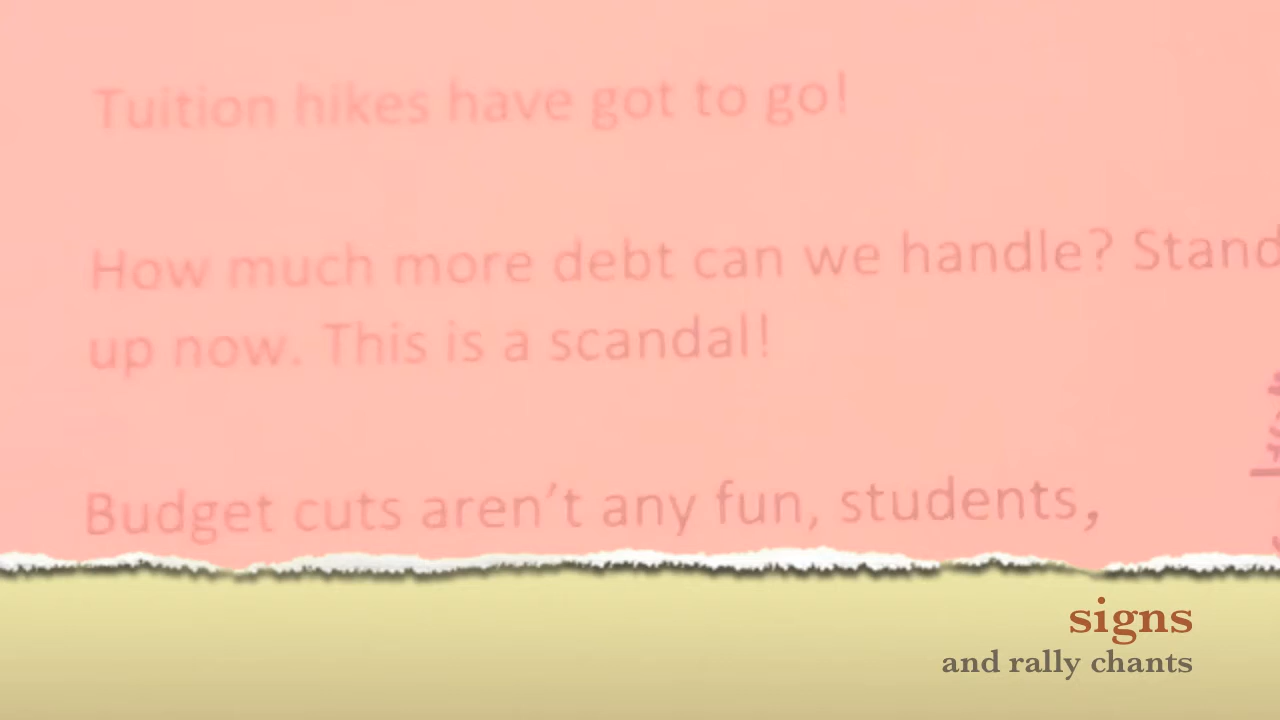 Tuition hikes have got to go!
How much more debt can we handle? Stand
up now. This is a scandal!
Budget cuts aren't any fun, students,
signs
and rally chants